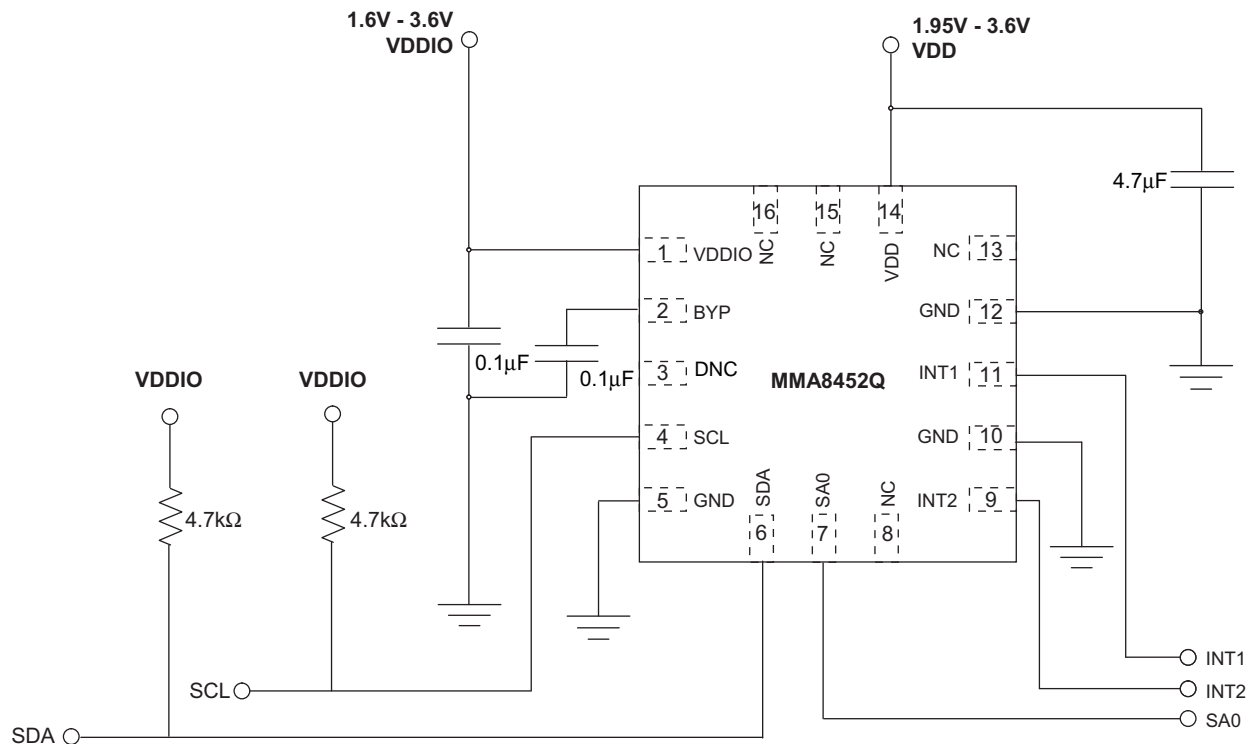 1.6V - 3.6V
VDDIO
1.95V - 3.6V
VDD
4.7μF
16
15
14
NC
NC
VDD
1
VDDIO
NC
13
2
BYP
GND
12
0.1μF
0.1μF
3
DNC
MMA8452Q
INT1
11
VDDIO
VDDIO
4
SCL
GND
10
4.7kΩ
4.7kΩ
5
GND
SDA
SA0
NC
INT2
9
6
7
8
INT1
SCL
INT2
SA0
SDA